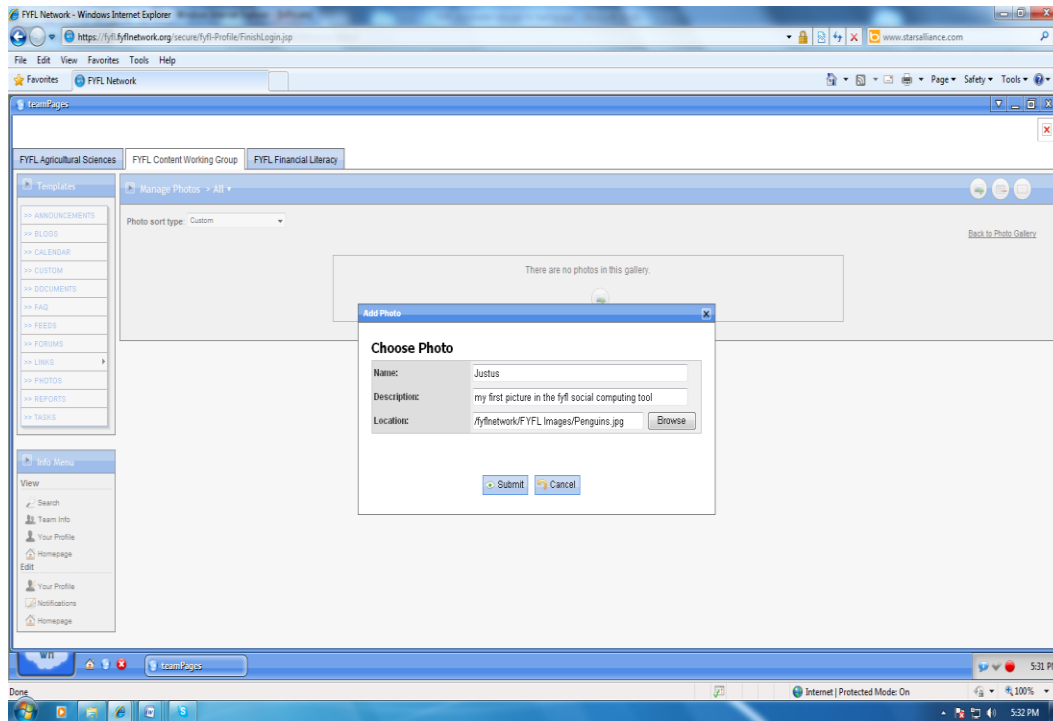 FYFL Network - Windows Internet Explorer
https://fyfl.fyflnetwork.org/secure/fyfl-Profile/FinishLogin.jsp
www.starsalliance.com
File Edit View Favorites Tools Help
Favorites FYFL Network
Page Safety Tools
teamPages
FYFL Agricultural Sciences FYFL Content Working Group FYFL Financial Literacy
Templates
>> ANNOUNCEMENTS
>> BLOGS
>> CALENDAR
>> CUSTOM
>> DOCUMENTS
>> FAQ
>> FEEDS
>> FORUMS
>> LINKS
>> PHOTOS
>> REPORTS
>> TASKS
Manage Photos > All
Photo sort type: Custom
Back to Photo Gallery
There are no photos in this gallery.
Add Photo
Choose Photo
Name: Justus
Description: my first picture in the fyfl social computing tool
Location: /fyflnetwork/FYFL Images/Penguins.jpg Browse
Submit Cancel
Info Menu
View
Search
Team Info
Your Profile
Homepage
Edit
Your Profile
Notifications
Homepage
teamPages
5:31 P
Done
Internet | Protected Mode: On
100%
5:32 PM